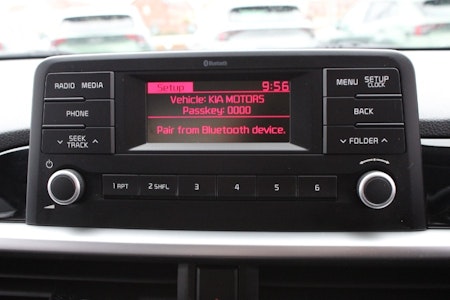 Bluetooth
RADIO MEDIA
PHONE
SEEK
TRACK
Setup 9:56
Vehicle: KIA MOTORS
Passkey: 0000
Pair from Bluetooth device.
MENU SETUP
CLOCK
BACK
FOLDER
1 RPT 2 SHFL 3 4 5 6